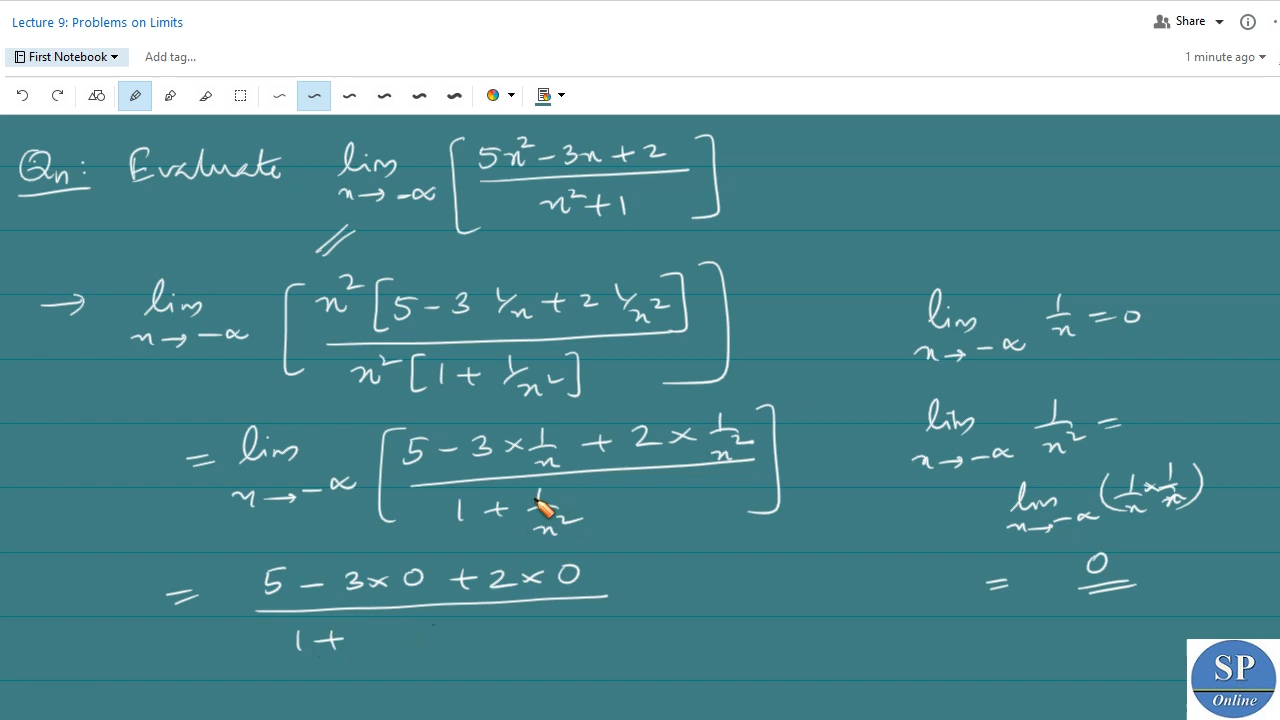 Lecture 9: Problems on Limits
Share
First Notebook
Add tag...
1 minute ago
Qn: Evaluate lim x→-∞ [ (5x² - 3x + 2) / (x² + 1) ]
→ lim x→-∞ [ x² [5 - 3 1/x + 2 1/x²] / x² [1 + 1/x²] ]
= lim x→-∞ [ (5 - 3 × 1/x + 2 × 1/x²) / (1 + 1/x²) ]
= (5 - 3×0 + 2×0) / (1 +
lim x→-∞ 1/x = 0
lim x→-∞ 1/x² =
lim x→-∞ (1/x × 1/x)
= 0
SP
Online